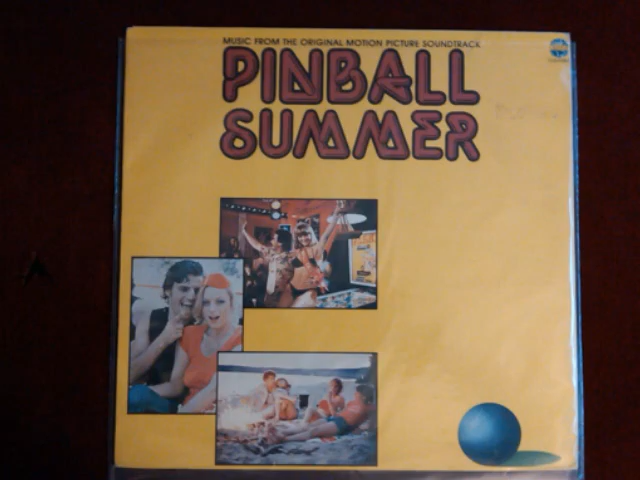 MUSIC FROM THE ORIGINAL MOTION PICTURE SOUNDTRACK
PINBALL
SUMMER